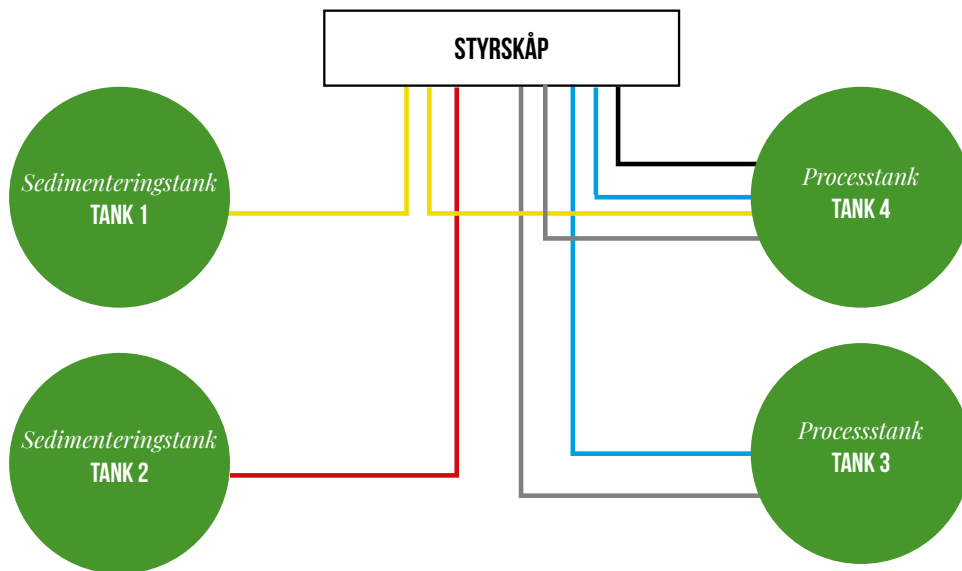 STYRSKÅP
Sedimenteringstank
TANK 1
Processtank
TANK 4
Sedimenteringstank
TANK 2
Processstank
TANK 3